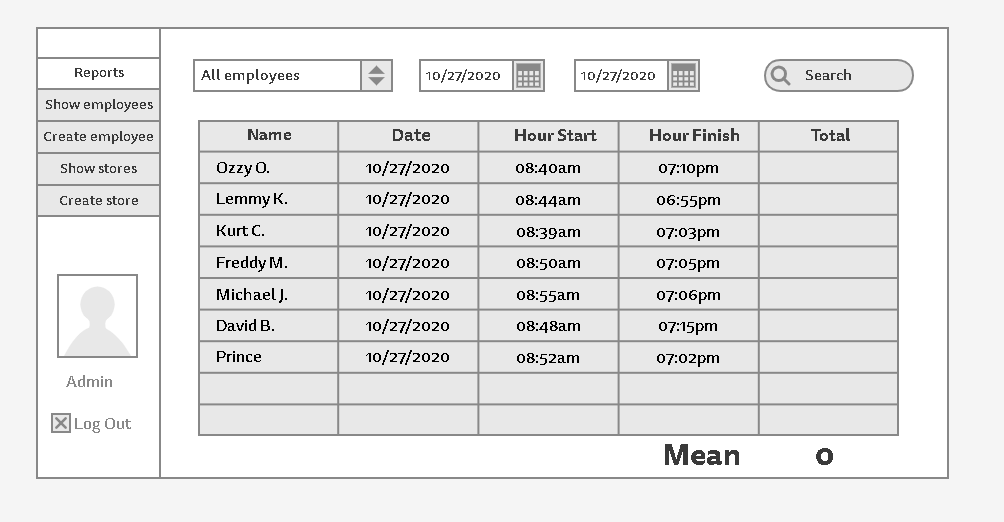 Reports
Show employees
Create employee
Show stores
Create store
Admin
Log Out
All employees 10/27/2020 10/27/2020 Search
Name Date Hour Start Hour Finish Total
Ozzy O. 10/27/2020 08:40am 07:10pm
Lemmy K. 10/27/2020 08:44am 06:55pm
Kurt C. 10/27/2020 08:39am 07:03pm
Freddy M. 10/27/2020 08:50am 07:05pm
Michael J. 10/27/2020 08:55am 07:06pm
David B. 10/27/2020 08:48am 07:15pm
Prince 10/27/2020 08:52am 07:02pm
Mean 0